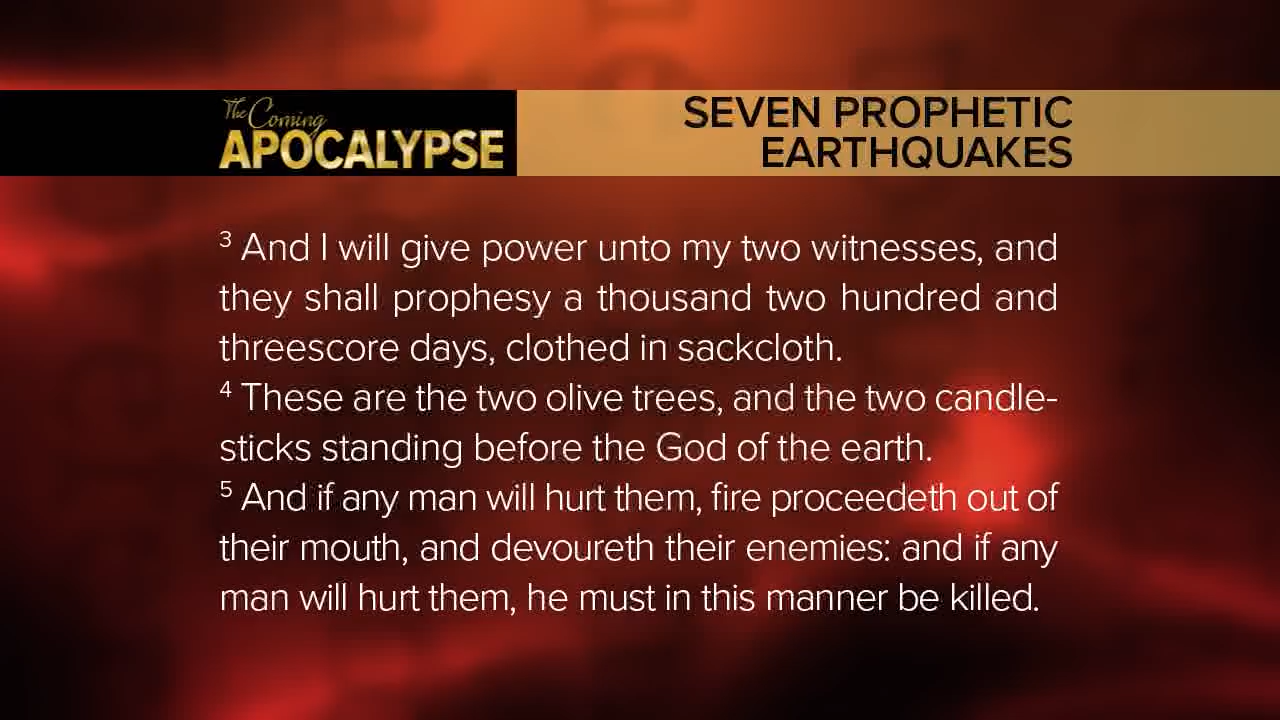 The Coming
APOCALYPSE
SEVEN PROPHETIC
EARTHQUAKES
3 And I will give power unto my two witnesses, and
they shall prophesy a thousand two hundred and
threescore days, clothed in sackcloth.
4 These are the two olive trees, and the two candle-
sticks standing before the God of the earth.
5 And if any man will hurt them, fire proceedeth out of
their mouth, and devoureth their enemies: and if any
man will hurt them, he must in this manner be killed.